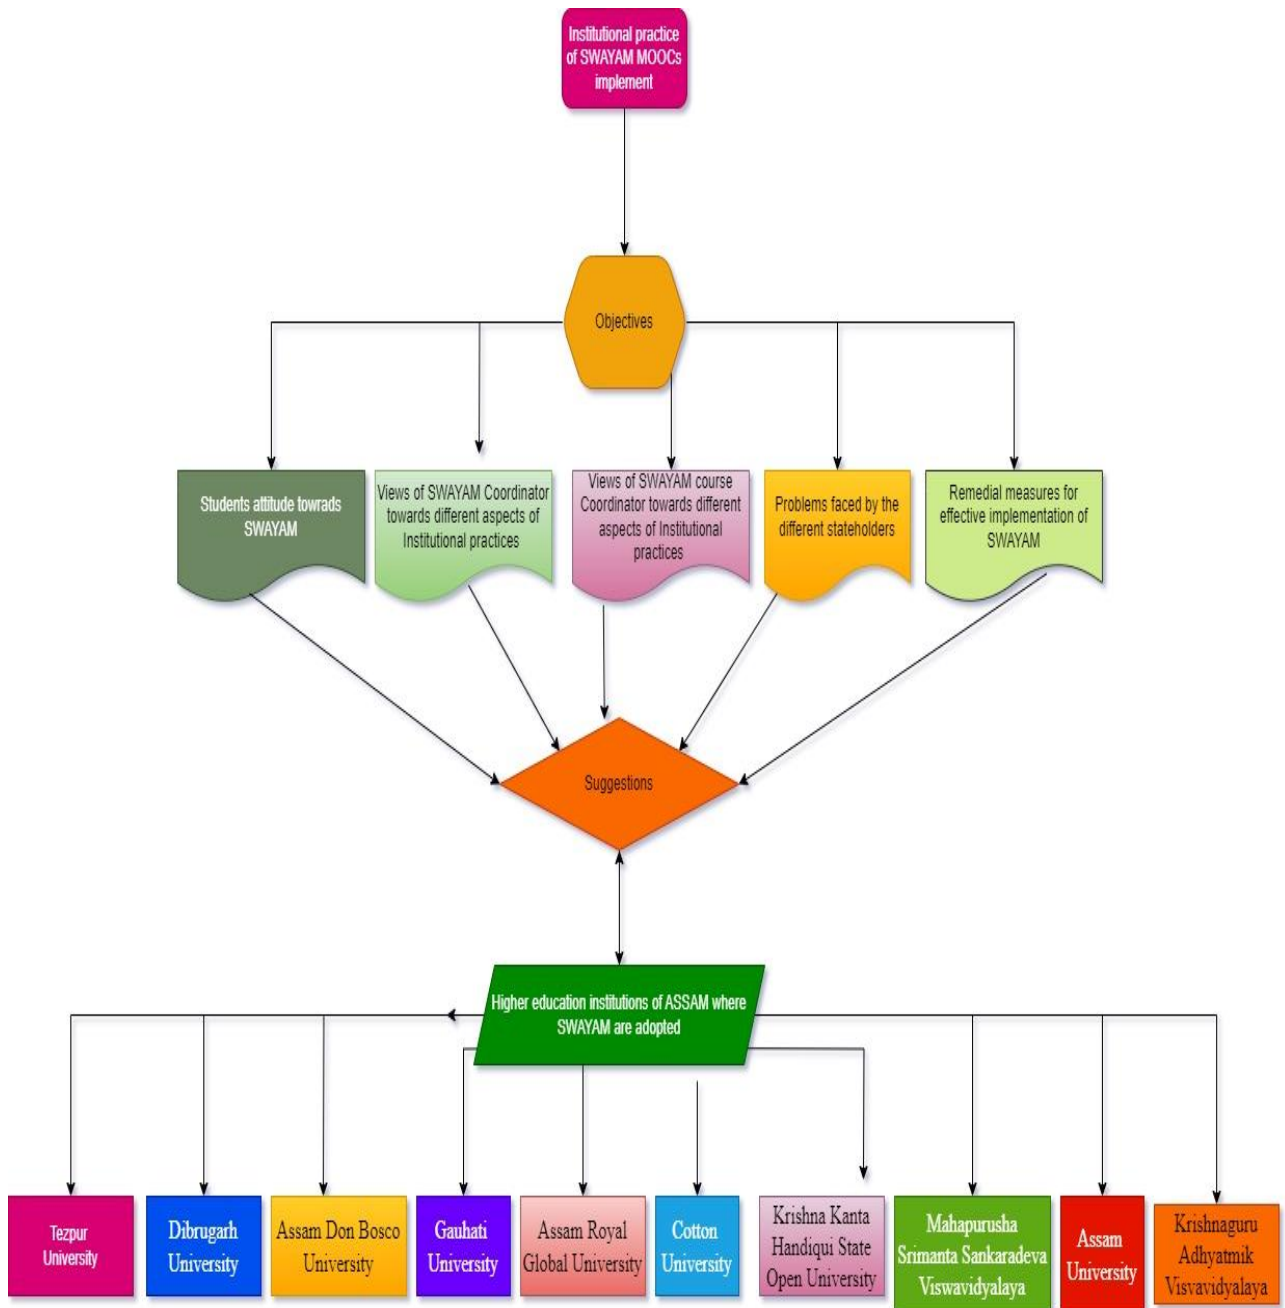 Institutional practice
of SWAYAM MOOCs
implement
Objectives
Students attitude towrads
SWAYAM
Views of SWAYAM Coordinator
towards different aspects of
Institutional practices
Views of SWAYAM course
Coordinator towards different
aspects of Institutional
practices
Problems faced by the
different stateholders
Remedial measures for
effective implementation of
SWAYAM
Suggestions
Higher education institutions of ASSAM where
SWAYAM are adopted
Tezpur
University
Dibrugarh
University
Assam Don Bosco
University
Gauhati
University
Assam Royal
Global University
Cotton
University
Krishna Kanta
Handiqui State
Open University
Mahapurusha
Srimanta Sankaradeva
Viswavidyalaya
Assam
University
Krishnaguru
Adhyatmik
Visvavidyalaya